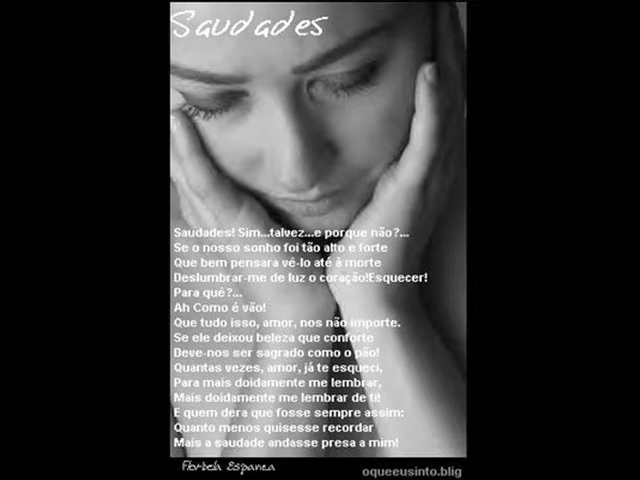 Saudades
Saudades! Sim...talvez...e porque não?...
Se o nosso sonho foi tão alto e forte
Que bem pensara vê-lo até à morte
Deslumbrar-me de luz o coração!Esquecer!
Para quê?...
Ah Como é vão!
Que tudo isso, amor, nos não importe.
Se ele deixou beleza que conforte
Deve-nos ser sagrado como o pão!
Quantas vezes, amor, já te esqueci,
Para mais doidamente me lembrar,
Mais doidamente me lembrar de ti!
E quem dera que fosse sempre assim:
Quanto menos quisesse recordar
Mais a saudade andasse presa a mim!
Florbela Espanca
oqueeusinto.blig